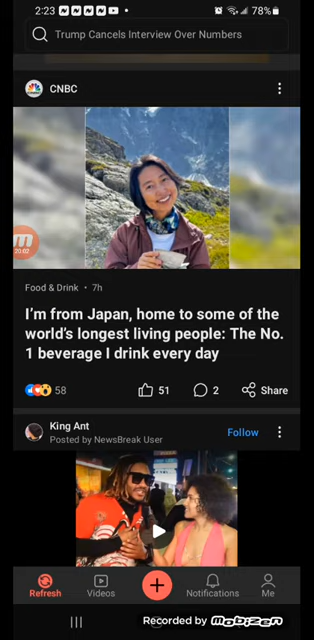 2:23 78%
Trump Cancels Interview Over Numbers
CNBC
20:02
Food & Drink • 7h
I'm from Japan, home to some of the
world's longest living people: The No.
1 beverage I drink every day
58 51 2 Share
King Ant
Posted by NewsBreak User
Follow
Refresh Videos Notifications Me
Recorded by mobizen